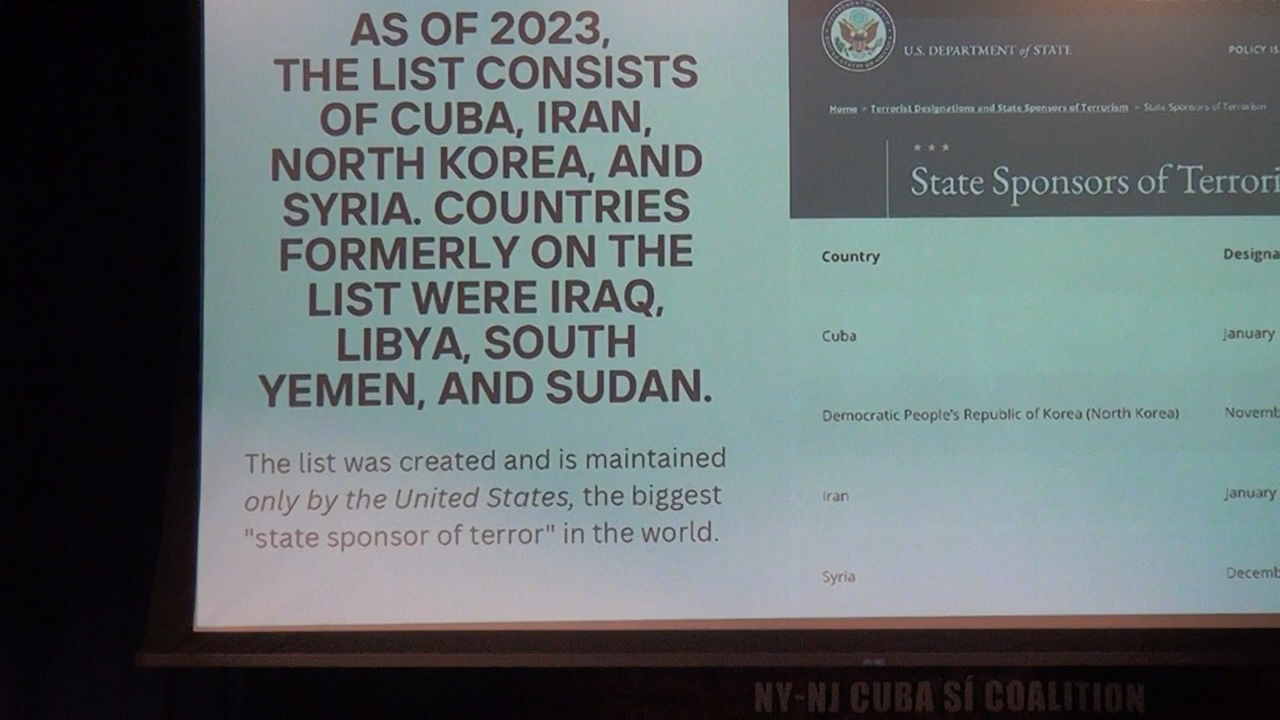 AS OF 2023,
THE LIST CONSISTS
OF CUBA, IRAN,
NORTH KOREA, AND
SYRIA. COUNTRIES
FORMERLY ON THE
LIST WERE IRAQ,
LIBYA, SOUTH
YEMEN, AND SUDAN.
The list was created and is maintained
only by the United States, the biggest
"state sponsor of terror" in the world.
U.S. DEPARTMENT of STATE
POLICY IS
Home > Terrorist Designations and State Sponsors of Terrorism > State Sponsors of Terrorism
State Sponsors of Terrori
Country Designa
Cuba January
Democratic People's Republic of Korea (North Korea) Novemb
Iran January
Syria Decemb
NY-NJ CUBA SÍ COALITION